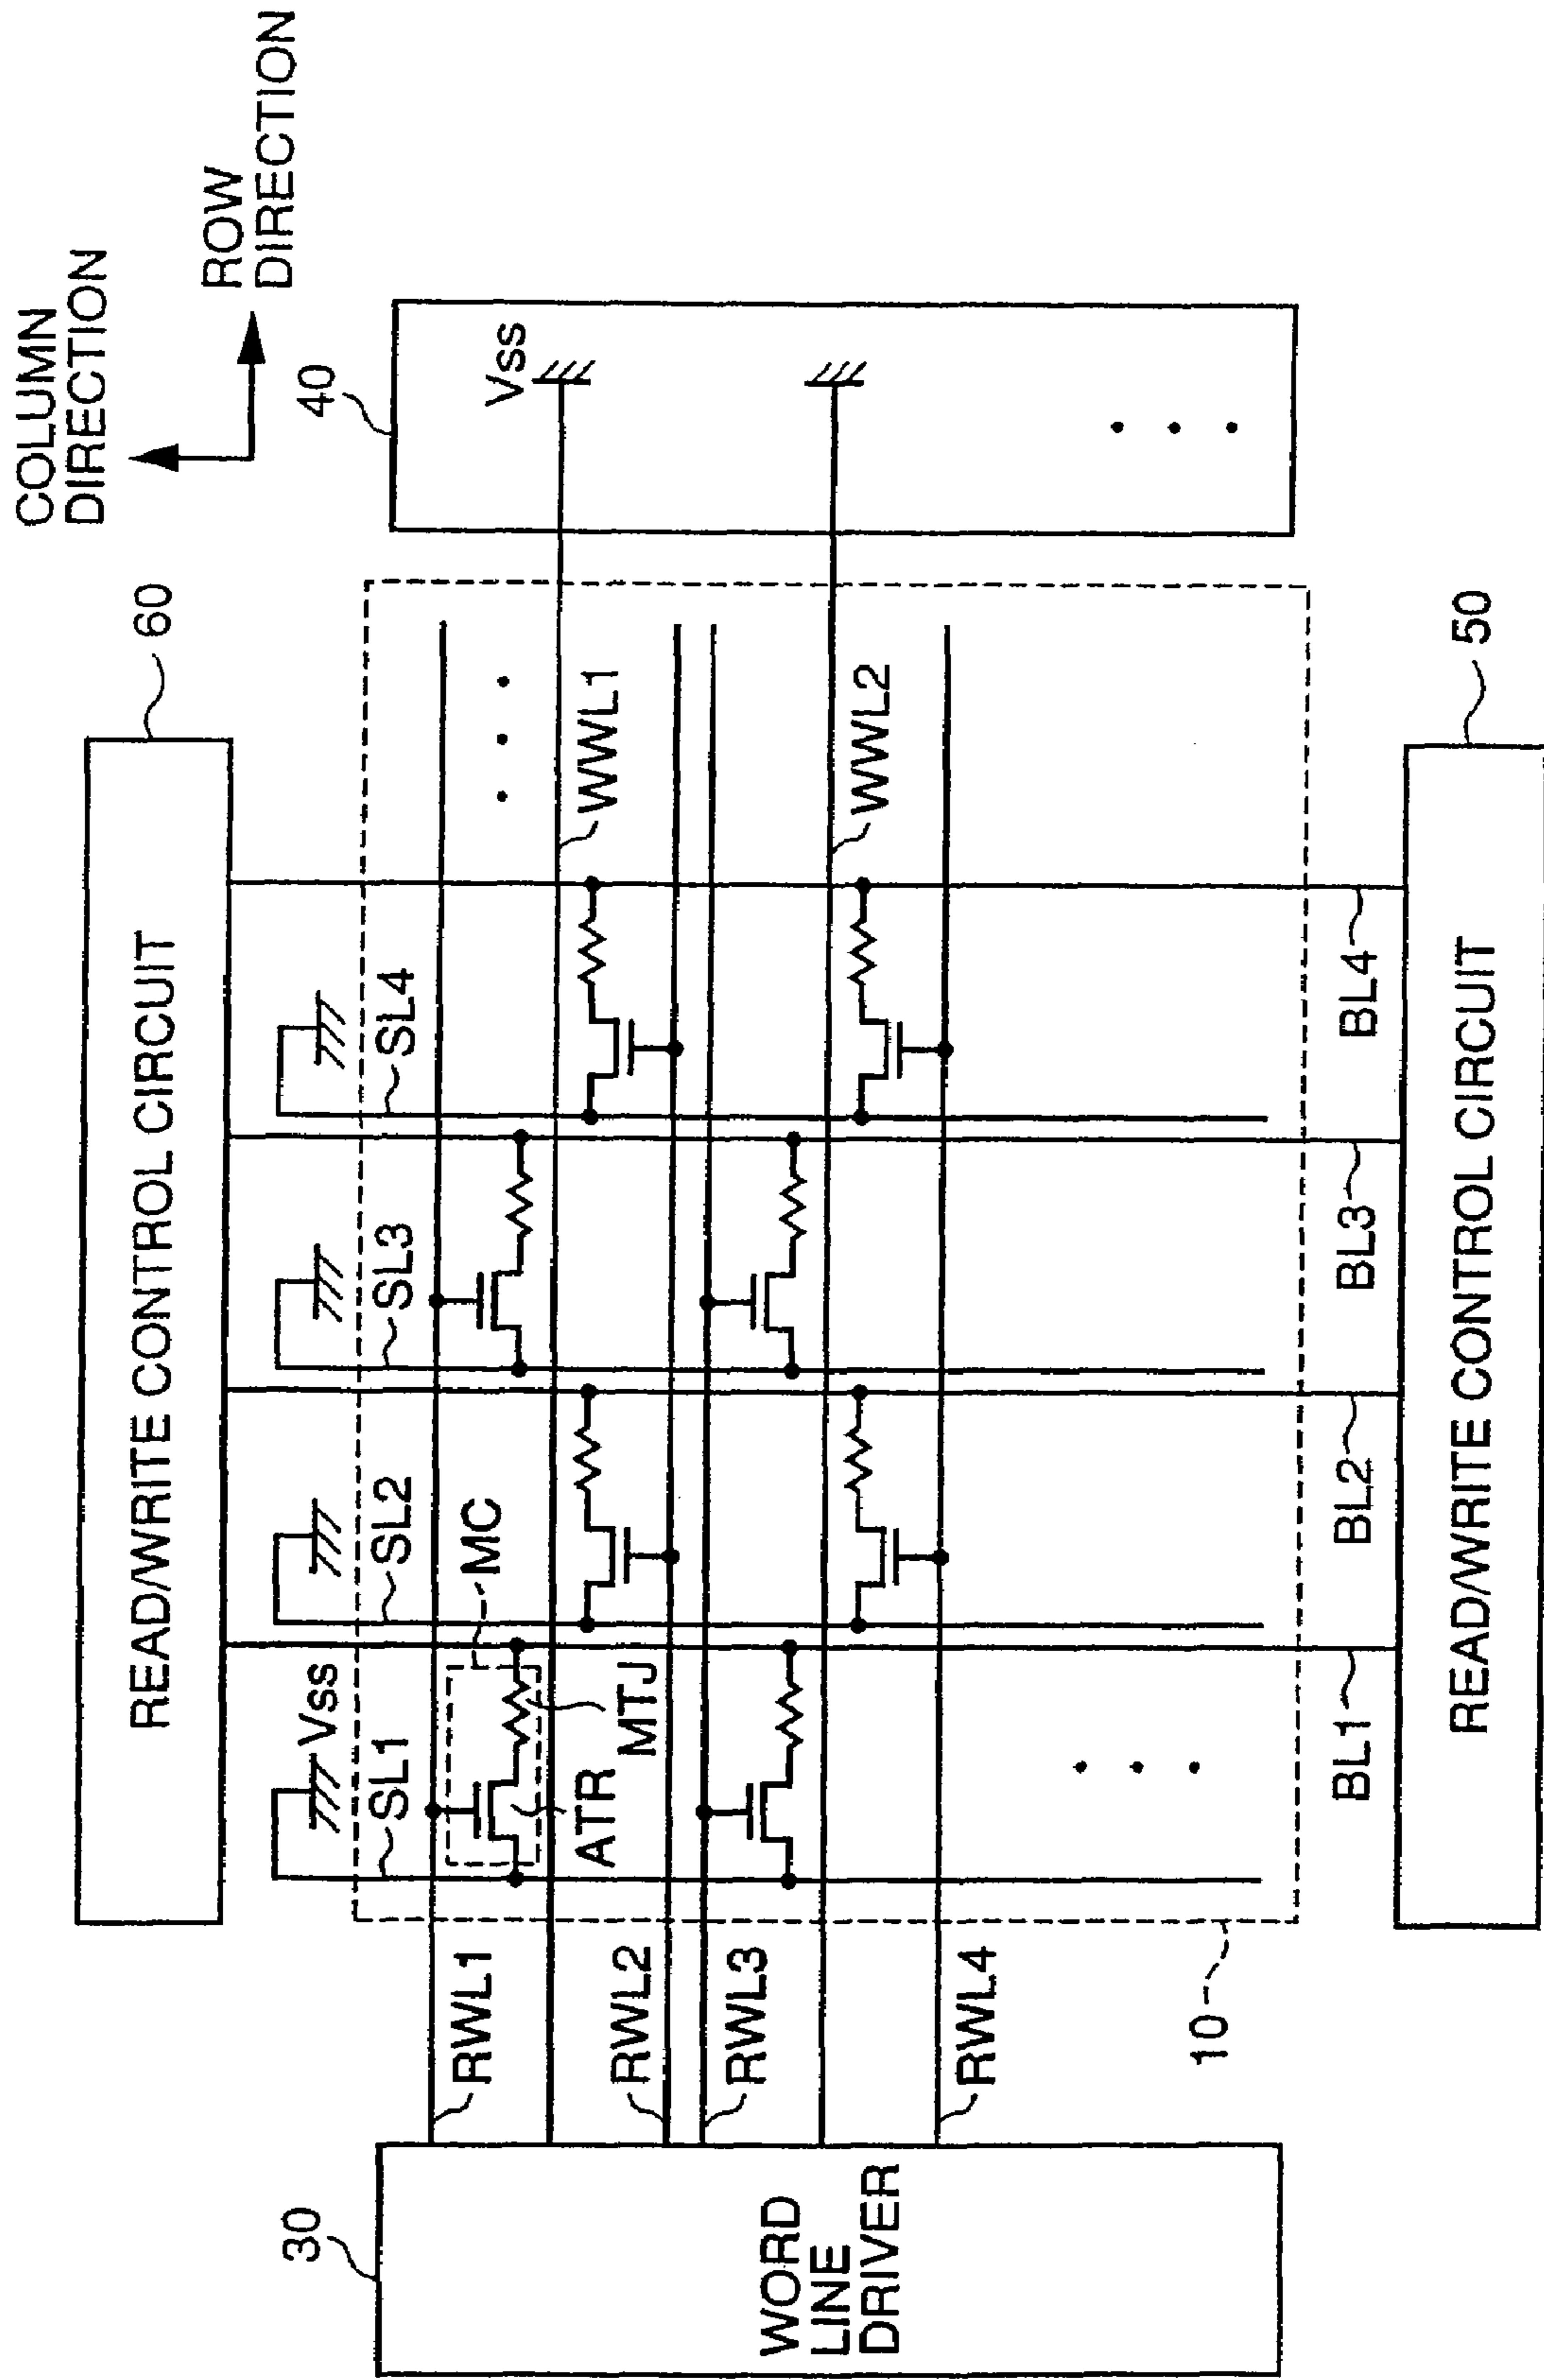 COLUMN
DIRECTION
ROW
DIRECTION
60
READ/WRITE CONTROL CIRCUIT
40
Vss
Vss
SL1
SL2
SL3
SL4
MC
RWL1
WWL1
ATR
MTJ
RWL2
RWL3
WWL2
RWL4
30
WORD
LINE
DRIVER
10
BL1
BL2
BL3
BL4
50
READ/WRITE CONTROL CIRCUIT